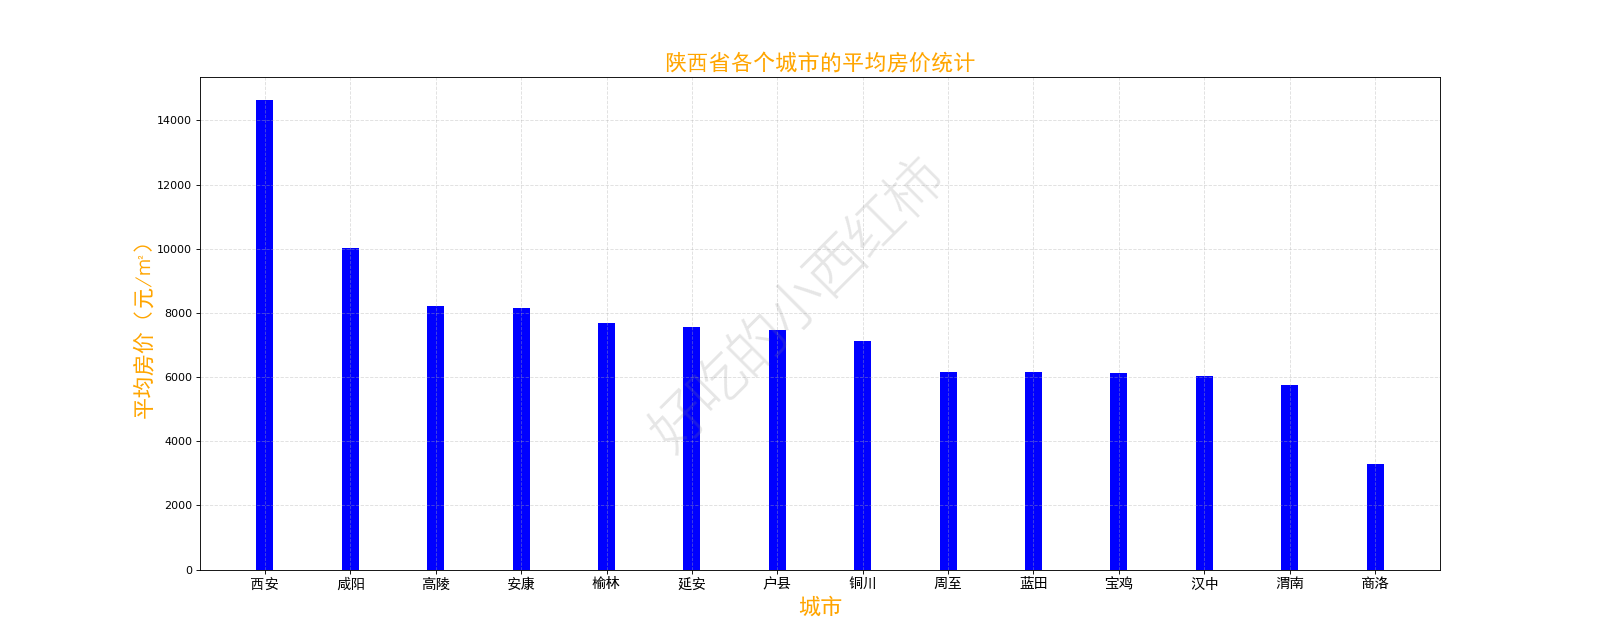 陕西省各个城市的平均房价统计
平均房价（元/㎡）
14000
12000
10000
8000
6000
4000
2000
0
好吃的小西红柿
西安 咸阳 高陵 安康 榆林 延安 户县 铜川 周至 蓝田 宝鸡 汉中 渭南 商洛
城市